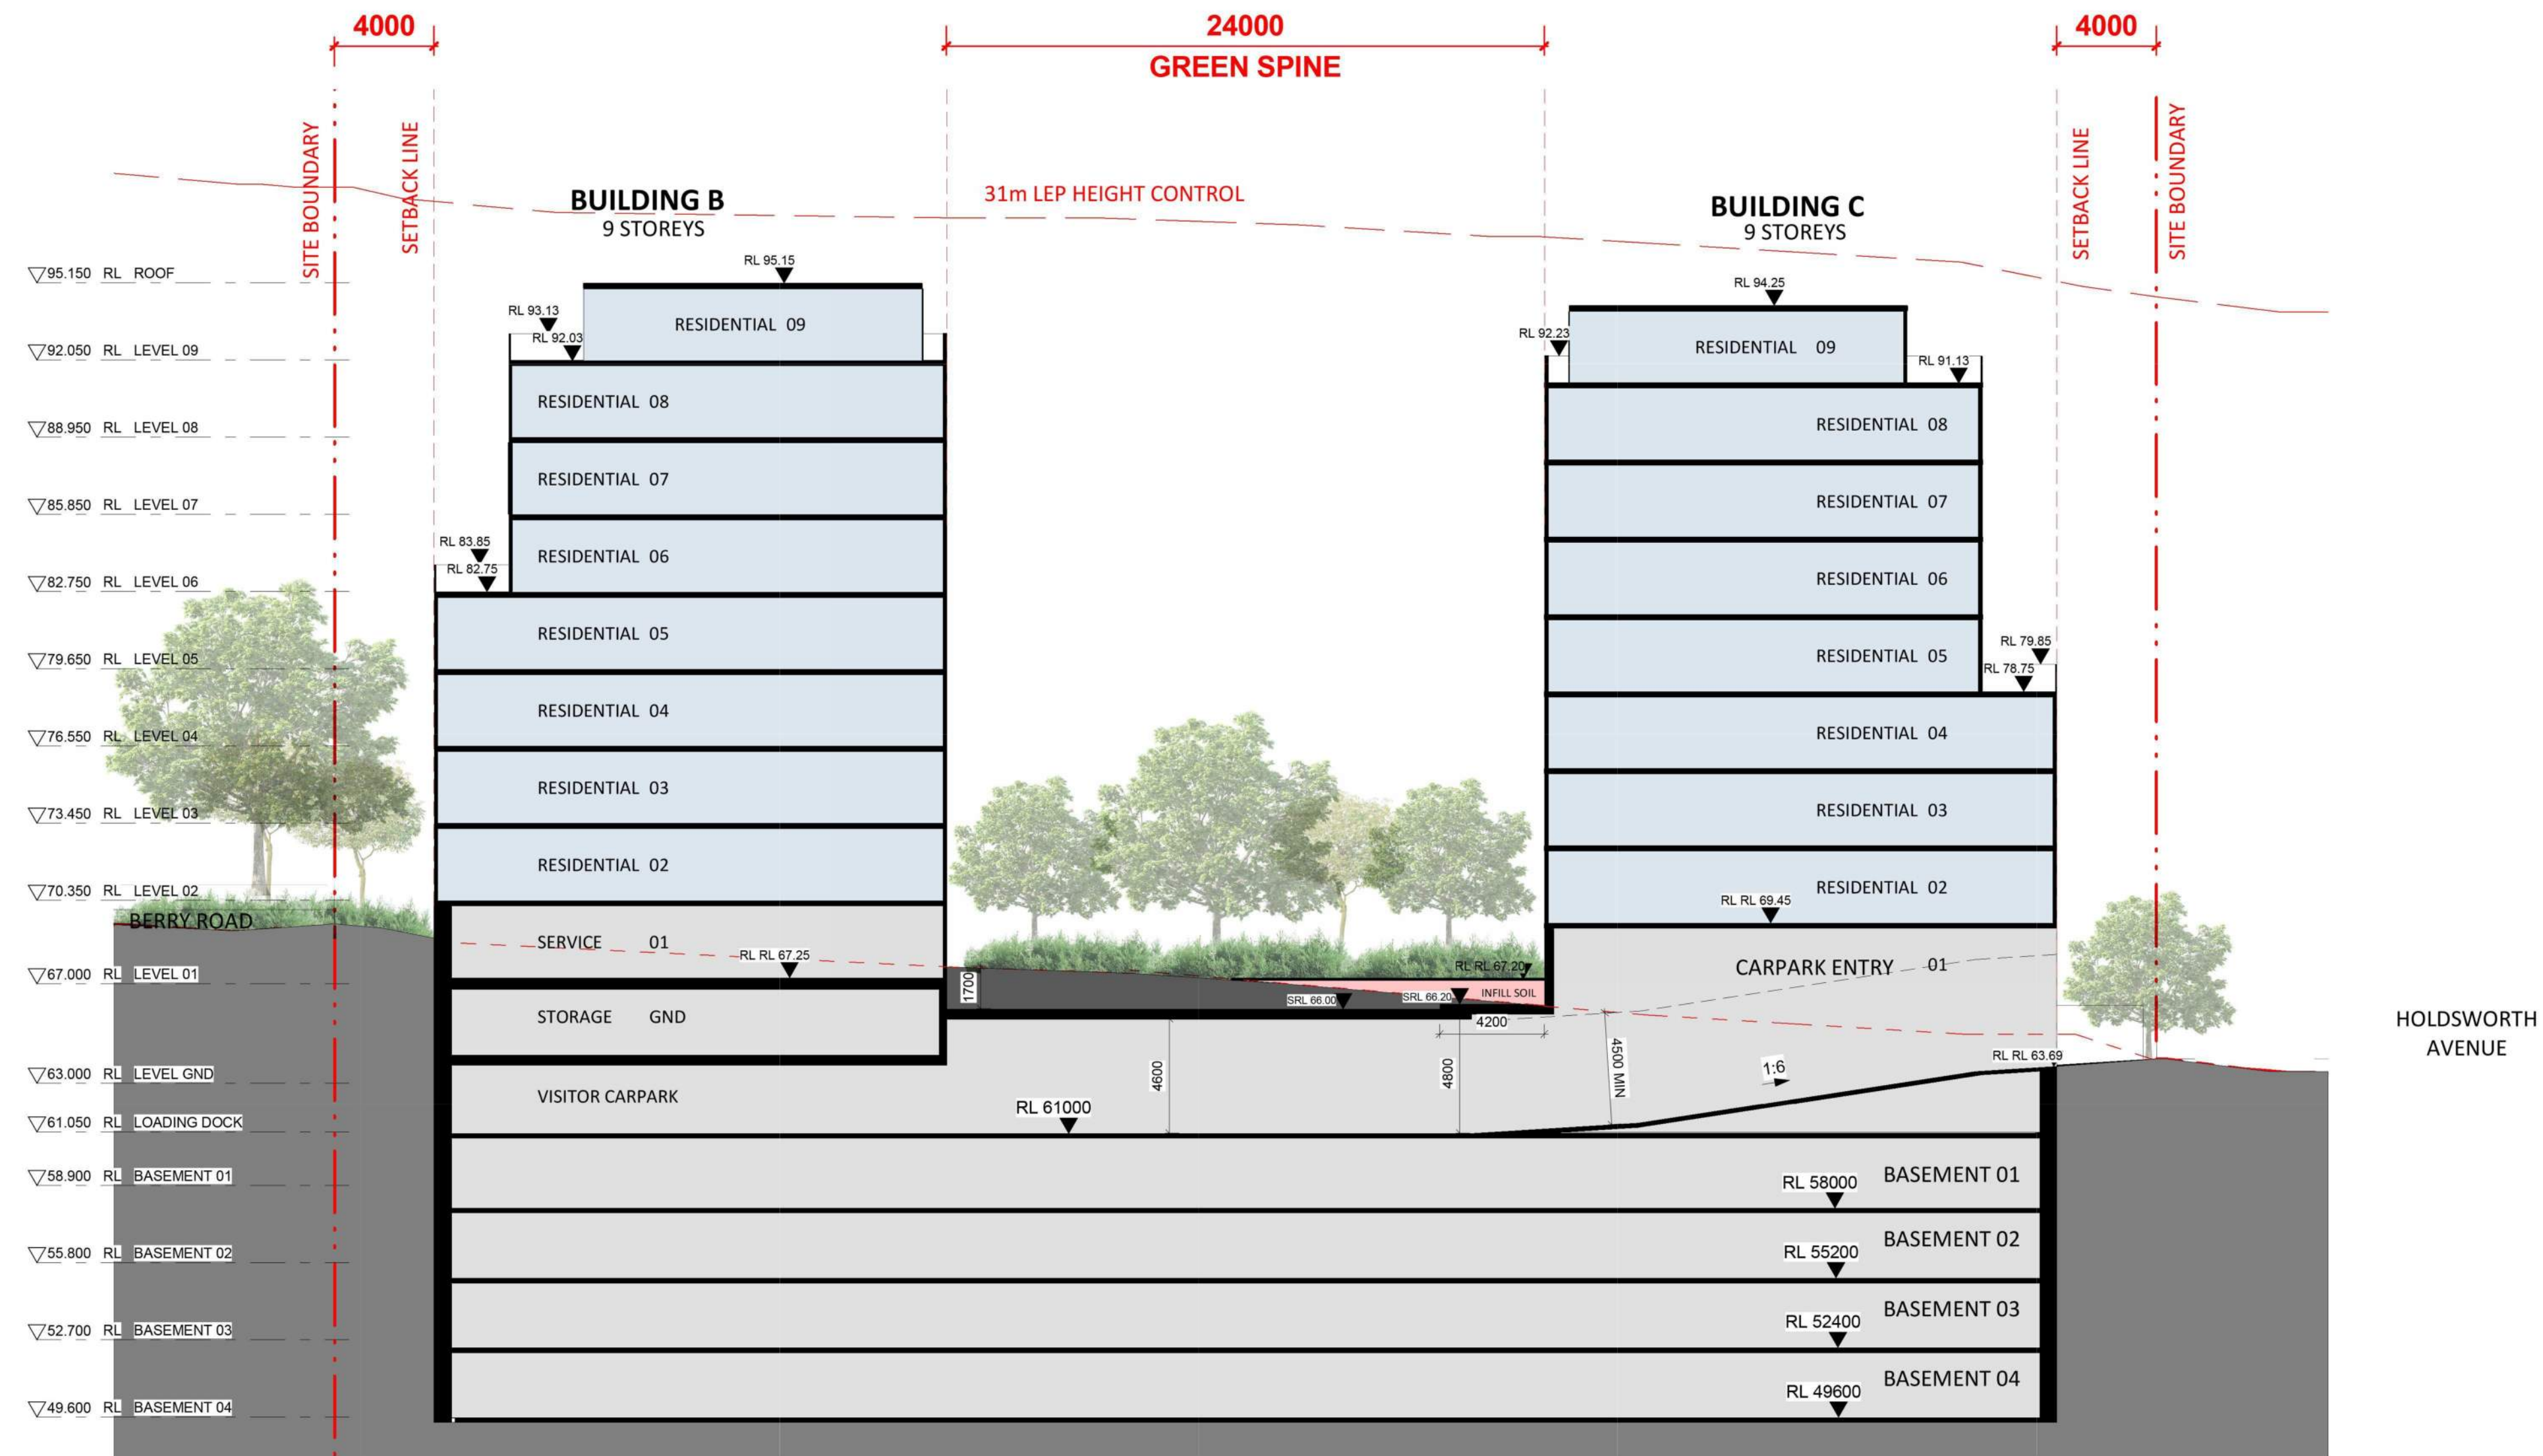 4000
24000
4000
GREEN SPINE
SITE BOUNDARY
SETBACK LINE
SETBACK LINE
SITE BOUNDARY
31m LEP HEIGHT CONTROL
BUILDING B
9 STOREYS
BUILDING C
9 STOREYS
95.150 RL ROOF
92.050 RL LEVEL 09
88.950 RL LEVEL 08
85.850 RL LEVEL 07
82.750 RL LEVEL 06
79.650 RL LEVEL 05
76.550 RL LEVEL 04
73.450 RL LEVEL 03
70.350 RL LEVEL 02
BERRY ROAD
67.000 RL LEVEL 01
63.000 RL LEVEL GND
61.050 RL LOADING DOCK
58.900 RL BASEMENT 01
55.800 RL BASEMENT 02
52.700 RL BASEMENT 03
49.600 RL BASEMENT 04
RL 95.15
RL 93.13
RL 92.03
RESIDENTIAL 09
RESIDENTIAL 08
RESIDENTIAL 07
RL 83.85
RL 82.75
RESIDENTIAL 06
RESIDENTIAL 05
RESIDENTIAL 04
RESIDENTIAL 03
RESIDENTIAL 02
SERVICE 01
RL RL 67.25
STORAGE GND
VISITOR CARPARK
1700
RL RL 67.20
INFILL SOIL
SRL 66.00
SRL 66.20
4200
4600
4800
4500 MIN
RL 61000
RL 94.25
RL 92.23
RESIDENTIAL 09
RL 91.13
RESIDENTIAL 08
RESIDENTIAL 07
RESIDENTIAL 06
RESIDENTIAL 05
RL 79.85
RL 78.75
RESIDENTIAL 04
RESIDENTIAL 03
RESIDENTIAL 02
RL RL 69.45
CARPARK ENTRY 01
RL RL 63.69
1:6
HOLDSWORTH
AVENUE
BASEMENT 01
RL 58000
BASEMENT 02
RL 55200
BASEMENT 03
RL 52400
BASEMENT 04
RL 49600